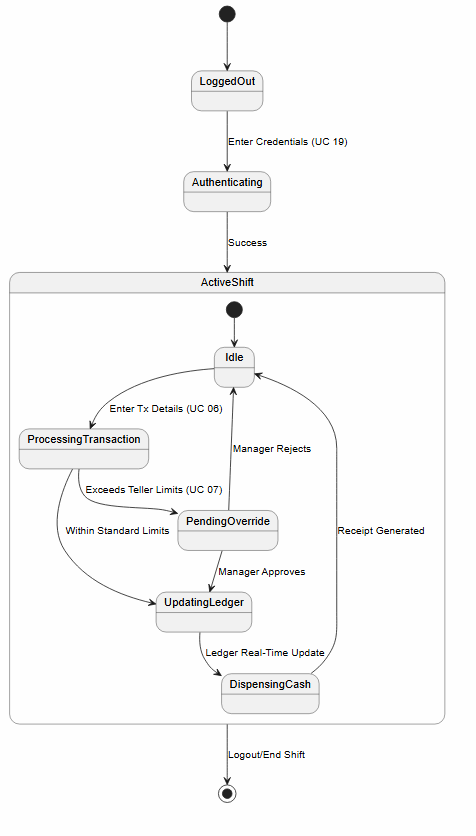 LoggedOut
Enter Credentials (UC 19)
Authenticating
Success
ActiveShift
Idle
Enter Tx Details (UC 06)
ProcessingTransaction
Manager Rejects
Exceeds Teller Limits (UC 07)
PendingOverride
Within Standard Limits
Receipt Generated
Manager Approves
UpdatingLedger
Ledger Real-Time Update
DispensingCash
Logout/End Shift